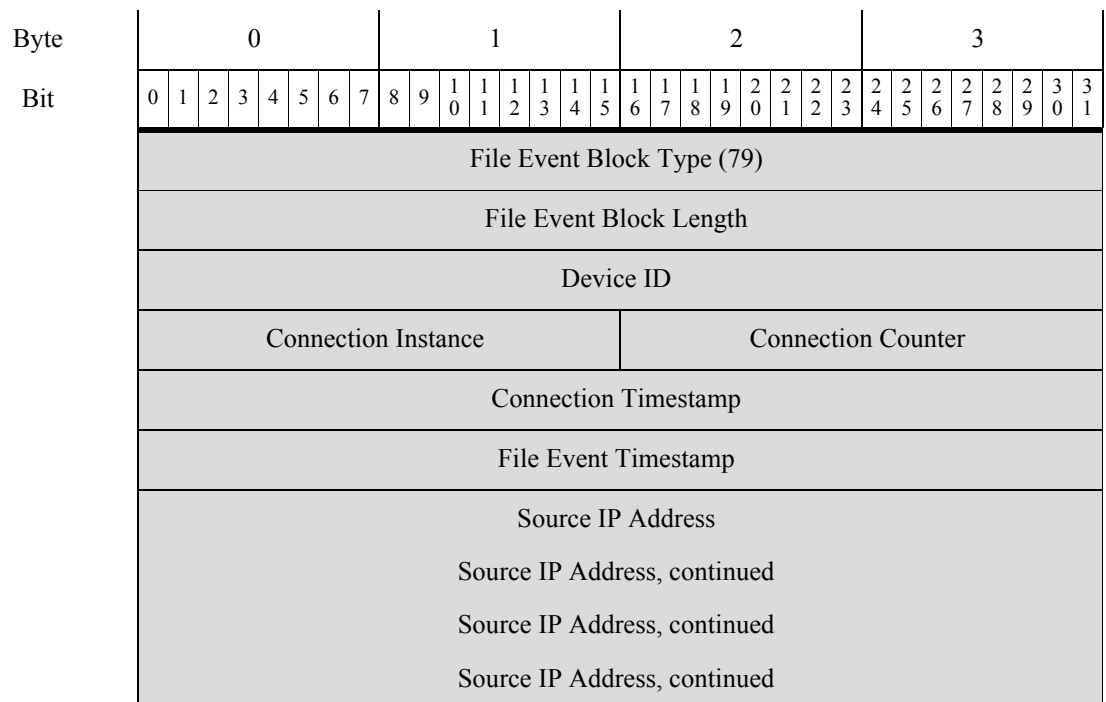 Byte 0 1 2 3
Bit 0 1 2 3 4 5 6 7 8 9 10 11 12 13 14 15 16 17 18 19 20 21 22 23 24 25 26 27 28 29 30 31
File Event Block Type (79)
File Event Block Length
Device ID
Connection Instance Connection Counter
Connection Timestamp
File Event Timestamp
Source IP Address
Source IP Address, continued
Source IP Address, continued
Source IP Address, continued